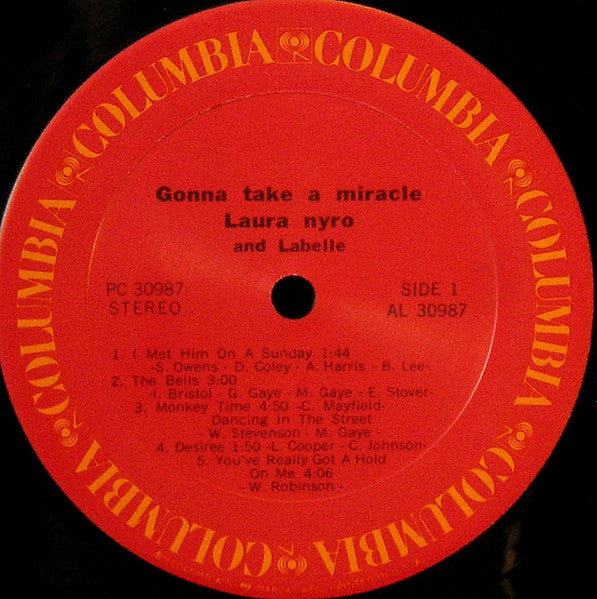 COLUMBIA COLUMBIA COLUMBIA COLUMBIA COLUMBIA COLUMBIA
Gonna take a miracle
Laura nyro
and Labelle
PC 30987
STEREO
SIDE 1
AL 30987
1. I Met Him On A Sunday 1:44
-S. Owens - D. Coley - A. Harris - B. Lee-
2. The Bells 3:00
- Bristol - G. Gaye - M. Gaye - E. Stover-
3. Monkey Time 4:50 -C. Mayfield-
Dancing In The Street
W. Stevenson - M. Gaye -
4. Desiree 1:50 -L. Cooper - C. Johnson-
5. You've Really Got A Hold
On Me 4:06
- W. Robinson -